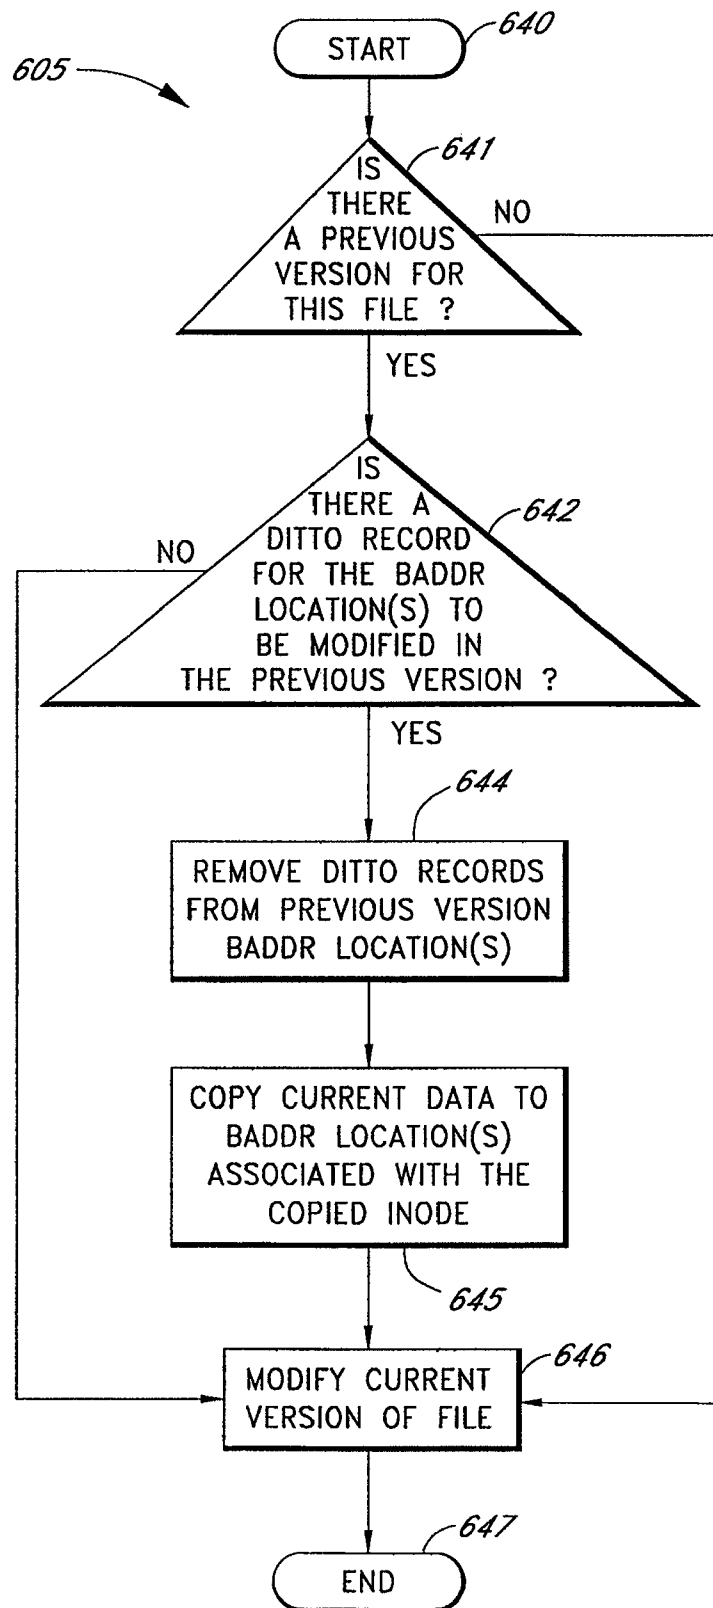 640
START
605
641
IS
THERE
A PREVIOUS
VERSION FOR
THIS FILE ?
NO
YES
IS
THERE A
DITTO RECORD
FOR THE BADDR
LOCATION(S) TO
BE MODIFIED IN
THE PREVIOUS VERSION ?
642
NO
YES
644
REMOVE DITTO RECORDS
FROM PREVIOUS VERSION
BADDR LOCATION(S)
COPY CURRENT DATA TO
BADDR LOCATION(S)
ASSOCIATED WITH THE
COPIED INODE
645
646
MODIFY CURRENT
VERSION OF FILE
647
END